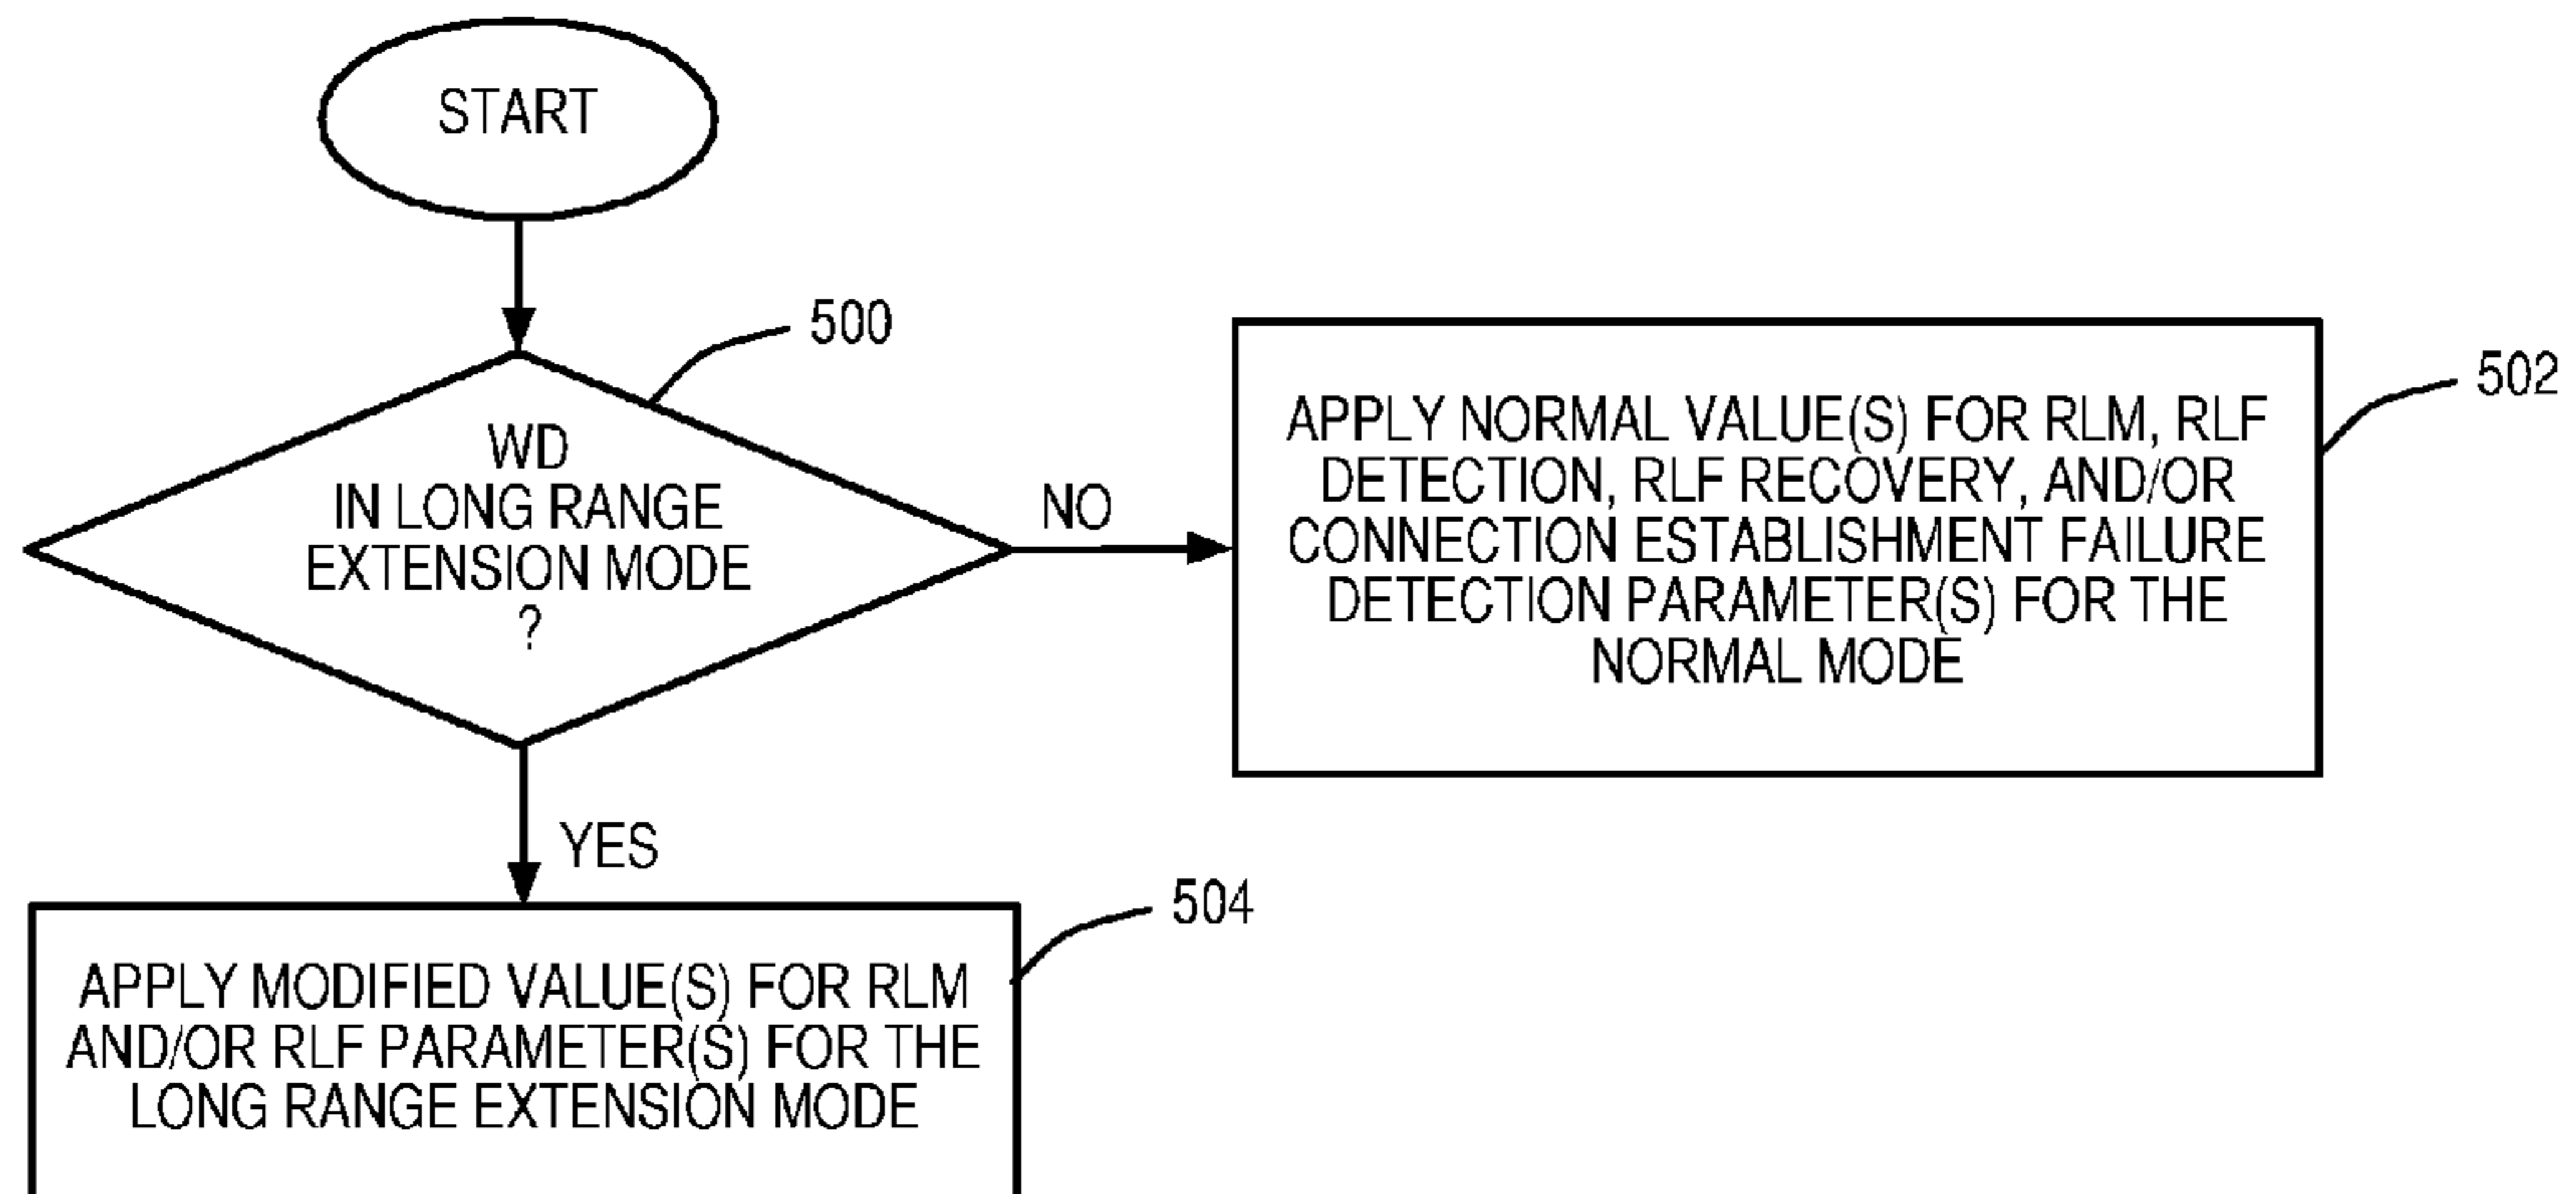 START
500
WD
IN LONG RANGE
EXTENSION MODE
?
NO
APPLY NORMAL VALUE(S) FOR RLM, RLF
DETECTION, RLF RECOVERY, AND/OR
CONNECTION ESTABLISHMENT FAILURE
DETECTION PARAMETER(S) FOR THE
NORMAL MODE
502
YES
504
APPLY MODIFIED VALUE(S) FOR RLM
AND/OR RLF PARAMETER(S) FOR THE
LONG RANGE EXTENSION MODE